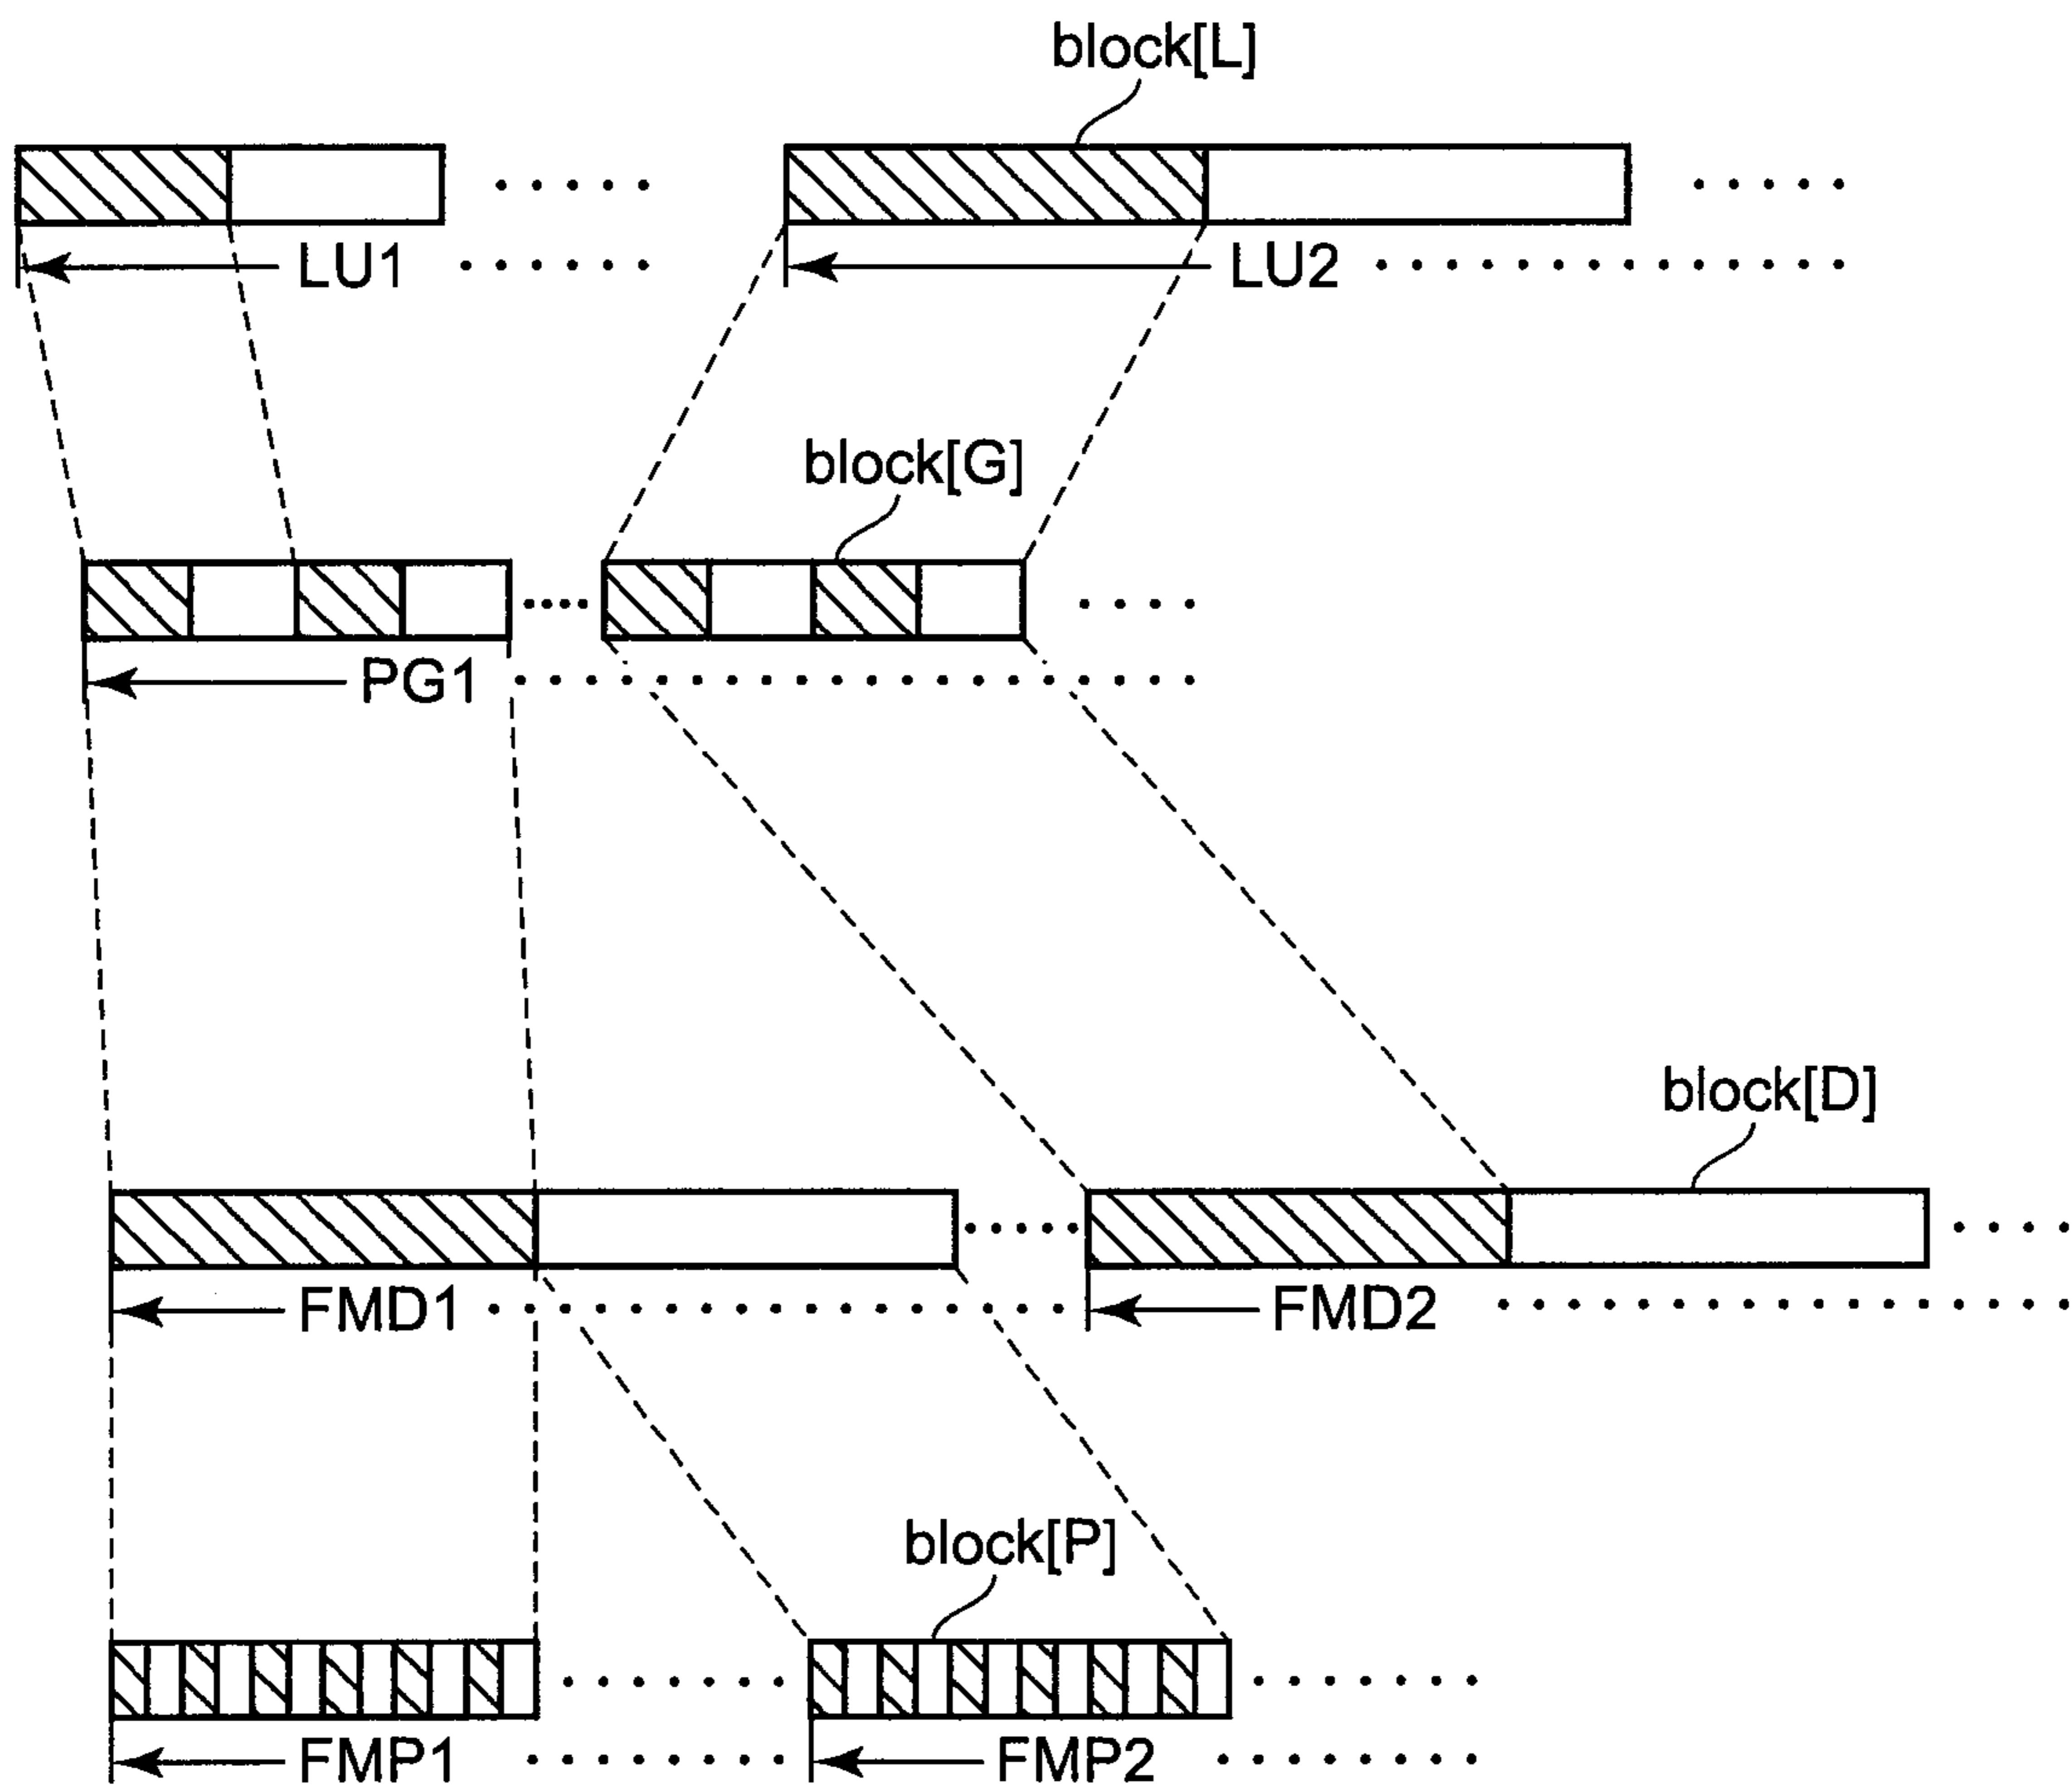 block[L]
LU1 LU2
block[G]
PG1
block[D]
FMD1 FMD2
block[P]
FMP1 FMP2